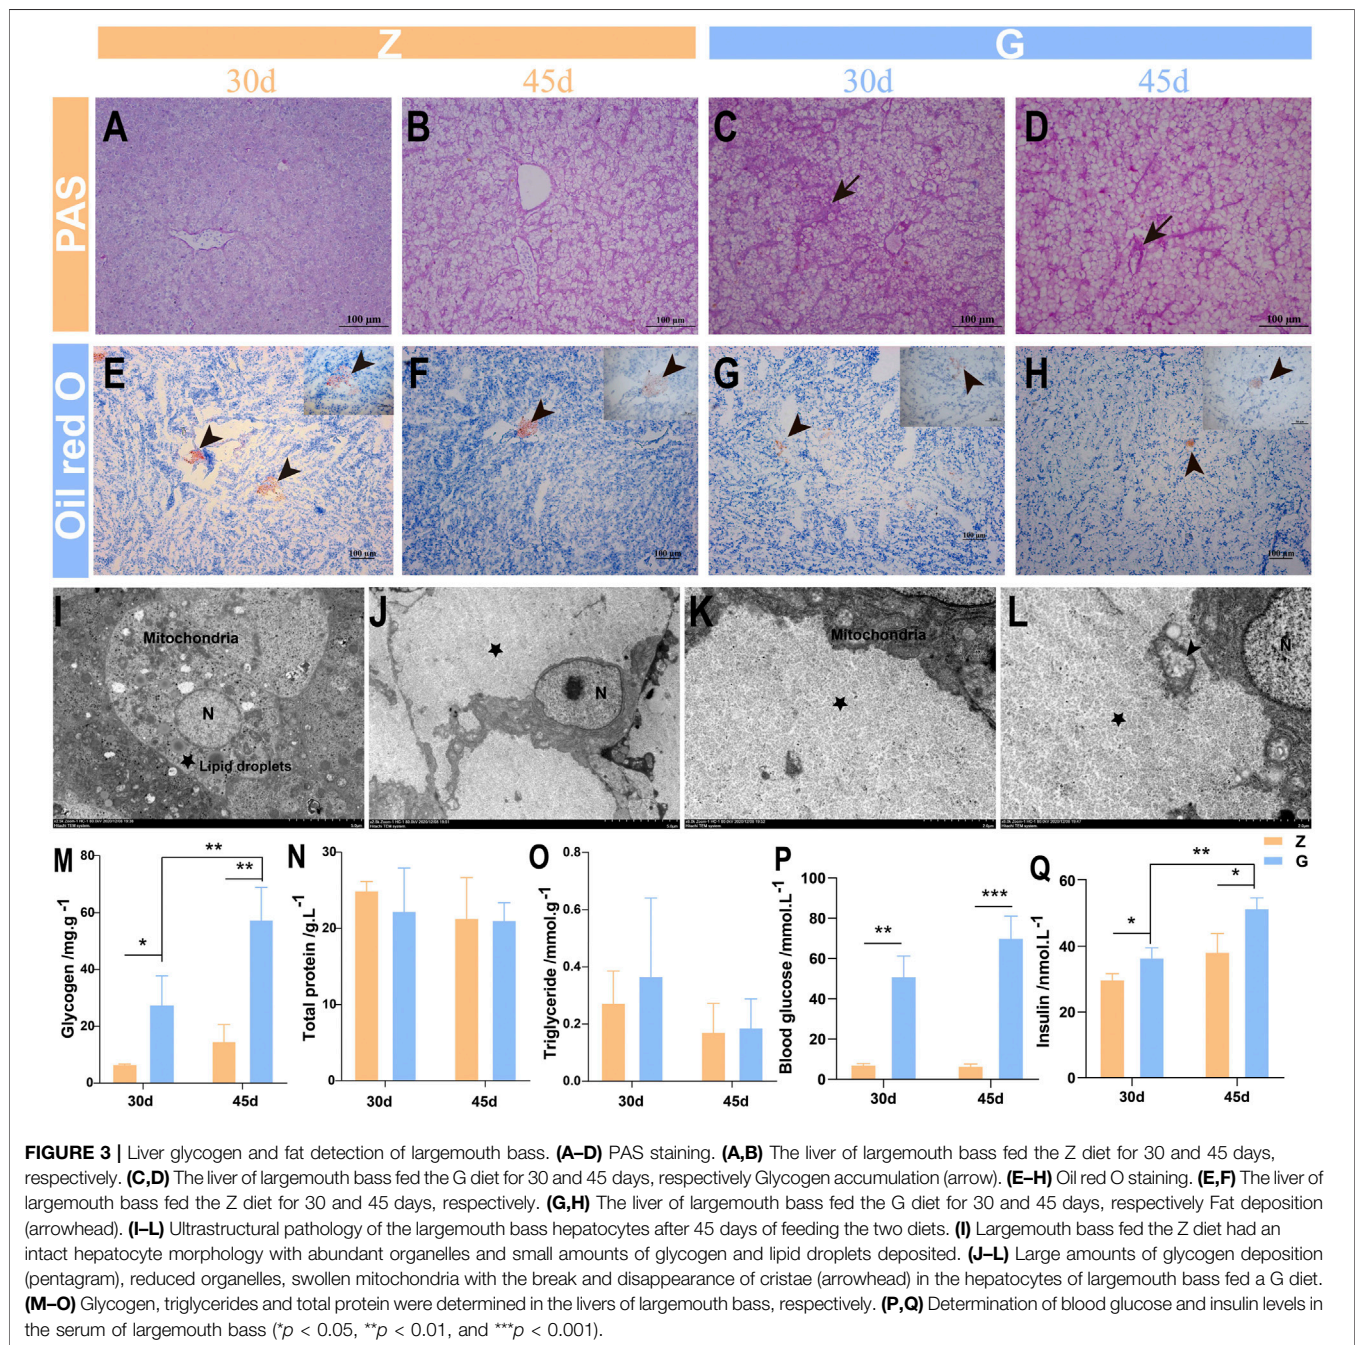 Z
G
30d
45d
30d
45d
PAS
A
B
C
D
100 μm
100 μm
100 μm
100 μm
Oil red O
E
F
G
H
100 μm
100 μm
100 μm
100 μm
I
J
K
L
Mitochondria
N
Lipid droplets
N
Mitochondria
N
Z
G
M
Glycogen /mg.g⁻¹
80
60
40
20
0
*
**
**
30d
45d
N
Total protein /g.L⁻¹
30
20
10
0
30d
45d
O
Triglyceride /mmol.g⁻¹
0.8
0.6
0.4
0.2
0.0
30d
45d
P
Blood glucose /mmol.L⁻¹
100
80
60
40
20
0
**
***
30d
45d
Q
Insulin /nmol.L⁻¹
60
40
20
0
*
*
**
30d
45d
FIGURE 3 | Liver glycogen and fat detection of largemouth bass. (A–D) PAS staining. (A,B) The liver of largemouth bass fed the Z diet for 30 and 45 days,
respectively. (C,D) The liver of largemouth bass fed the G diet for 30 and 45 days, respectively Glycogen accumulation (arrow). (E–H) Oil red O staining. (E,F) The liver of
largemouth bass fed the Z diet for 30 and 45 days, respectively. (G,H) The liver of largemouth bass fed the G diet for 30 and 45 days, respectively Fat deposition
(arrowhead). (I–L) Ultrastructural pathology of the largemouth bass hepatocytes after 45 days of feeding the two diets. (I) Largemouth bass fed the Z diet had an
intact hepatocyte morphology with abundant organelles and small amounts of glycogen and lipid droplets deposited. (J–L) Large amounts of glycogen deposition
(pentagram), reduced organelles, swollen mitochondria with the break and disappearance of cristae (arrowhead) in the hepatocytes of largemouth bass fed a G diet.
(M–O) Glycogen, triglycerides and total protein were determined in the livers of largemouth bass, respectively. (P,Q) Determination of blood glucose and insulin levels in
the serum of largemouth bass (*p < 0.05, **p < 0.01, and ***p < 0.001).